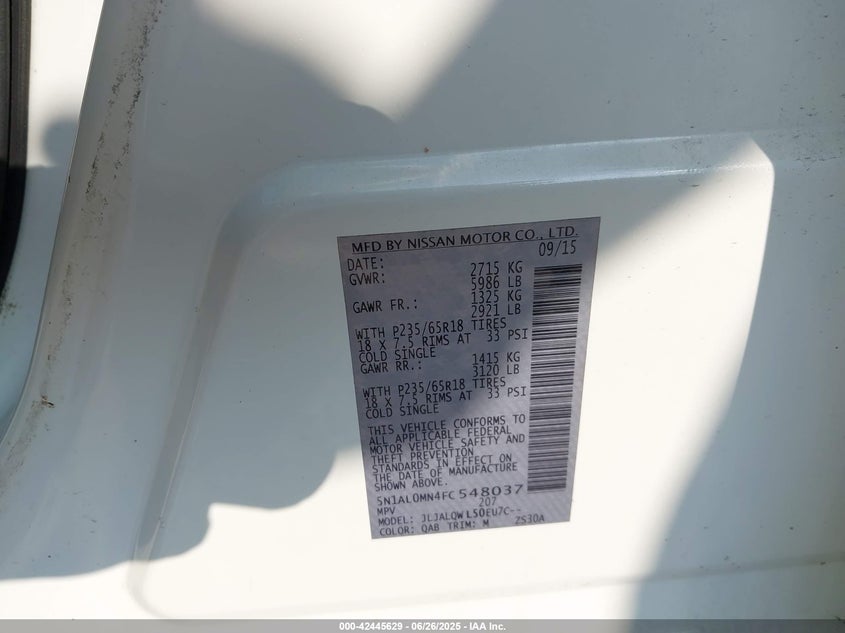 MFD BY NISSAN MOTOR CO., LTD.
DATE: 09/15
GVWR: 2715 KG
5986 LB
GAWR FR.: 1325 KG
2921 LB
WITH P235/65R18 TIRES
18 X 7.5 RIMS AT 33 PSI
COLD SINGLE
GAWR RR.: 1415 KG
3120 LB
WITH P235/65R18 TIRES
18 X 7.5 RIMS AT 33 PSI
COLD SINGLE
THIS VEHICLE CONFORMS TO
ALL APPLICABLE FEDERAL
MOTOR VEHICLE SAFETY AND
THEFT PREVENTION
STANDARDS IN EFFECT ON
THE DATE OF MANUFACTURE
SHOWN ABOVE.
5N1AL0MN4FC548037
MPV 207
MODEL: JLJALQWL50EU7C--
COLOR: QAB TRIM: M ZS30A
000-42445629 - 06/26/2025 - IAA Inc.